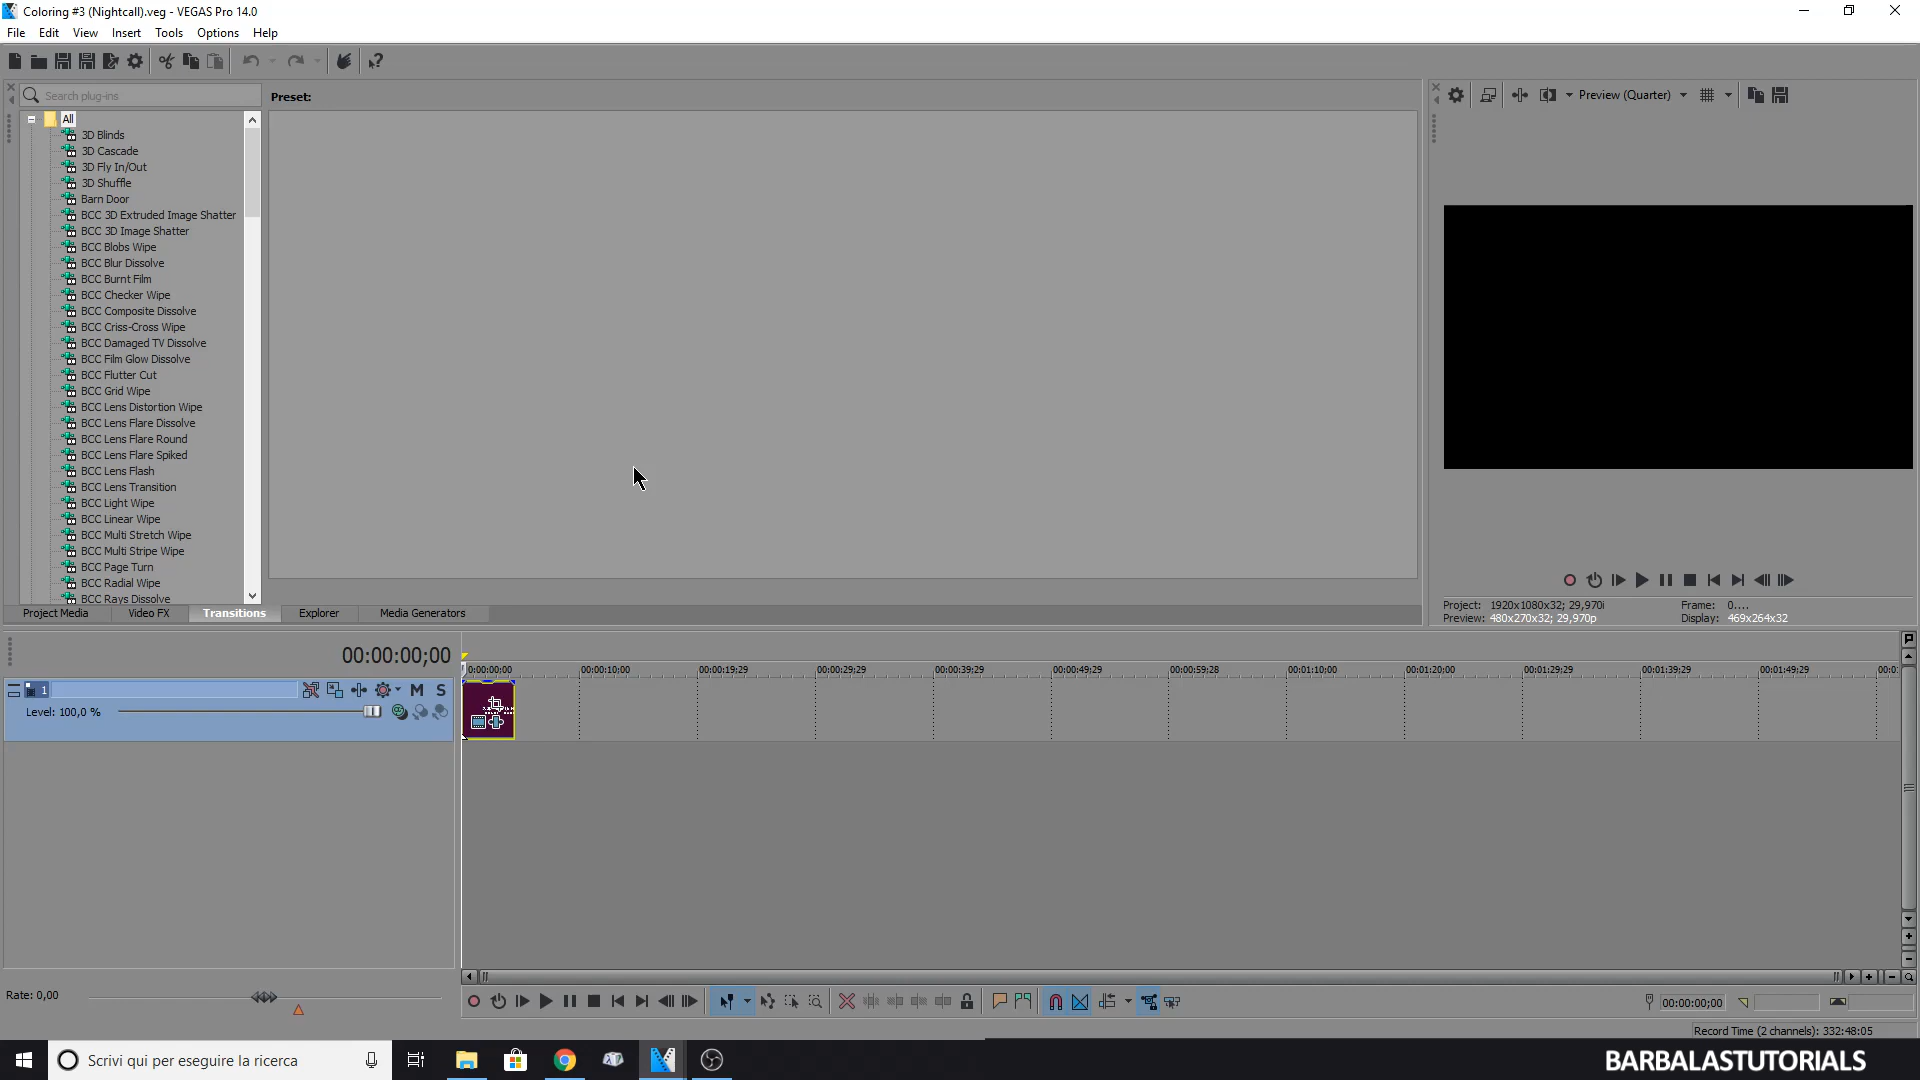 Coloring #3 (Nightcall).veg - VEGAS Pro 14.0
File Edit View Insert Tools Options Help
Search plug-ins
Preset:
Preview (Quarter)
All
3D Blinds
3D Cascade
3D Fly In/Out
3D Shuffle
Barn Door
BCC 3D Extruded Image Shatter
BCC 3D Image Shatter
BCC Blobs Wipe
BCC Blur Dissolve
BCC Burnt Film
BCC Checker Wipe
BCC Composite Dissolve
BCC Criss-Cross Wipe
BCC Damaged TV Dissolve
BCC Film Glow Dissolve
BCC Flutter Cut
BCC Grid Wipe
BCC Lens Distortion Wipe
BCC Lens Flare Dissolve
BCC Lens Flare Round
BCC Lens Flare Spiked
BCC Lens Flash
BCC Lens Transition
BCC Light Wipe
BCC Linear Wipe
BCC Multi Stretch Wipe
BCC Multi Stripe Wipe
BCC Page Turn
BCC Radial Wipe
BCC Rays Dissolve
Project Media Video FX Transitions Explorer Media Generators
Project: 1920x1080x32; 29,970i Frame: 0....
Preview: 480x270x32; 29,970p Display: 469x264x32
00:00:00;00
0:00:00:00 00:00:10;00 00:00:19;29 00:00:29;29 00:00:39;29 00:00:49;29 00:00:59;28 00:01:10;00 00:01:20;00 00:01:29;29 00:01:39;29 00:01:49;29 00:0
1 M S
Level: 100,0 %
Rate: 0,00
00:00:00;00
Record Time (2 channels): 332:48:05
Scrivi qui per eseguire la ricerca
BARBALASTUTORIALS